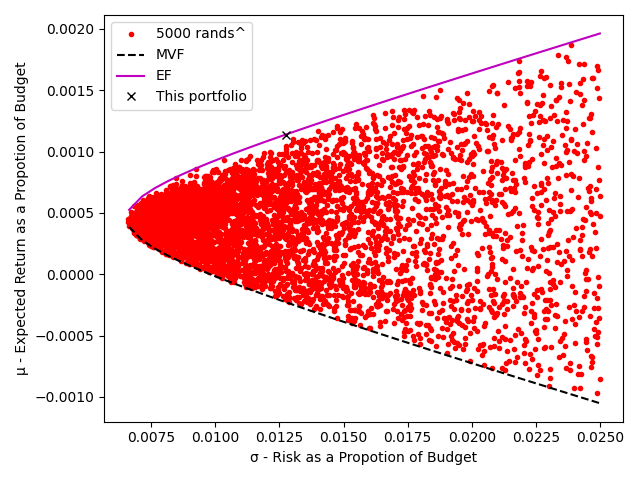 0.0020
0.0015
0.0010
0.0005
0.0000
−0.0005
−0.0010
μ - Expected Return as a Propotion of Budget
5000 rands^
MVF
EF
This portfolio
0.0075 0.0100 0.0125 0.0150 0.0175 0.0200 0.0225 0.0250
σ - Risk as a Propotion of Budget